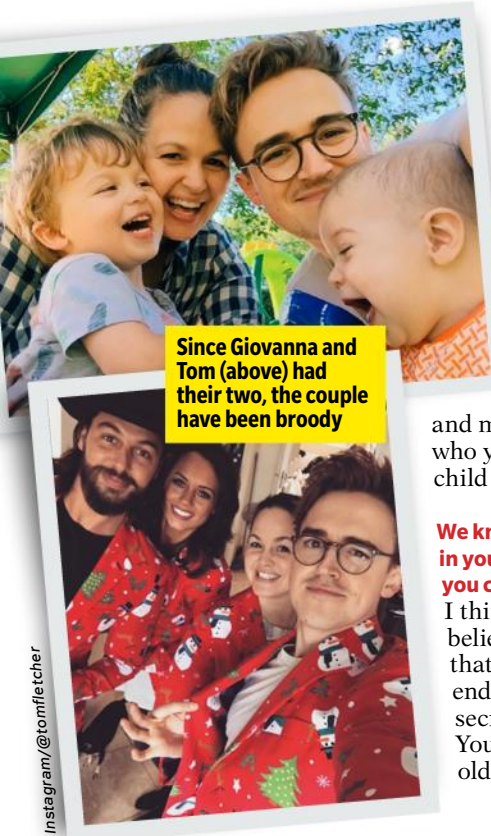 Since Giovanna and
Tom (above) had
their two, the couple
have been broody
Instagram/@tomfletcher
and m
who y
child
We kn
in you
you c
I thi
belie
that
end
sec
You
old